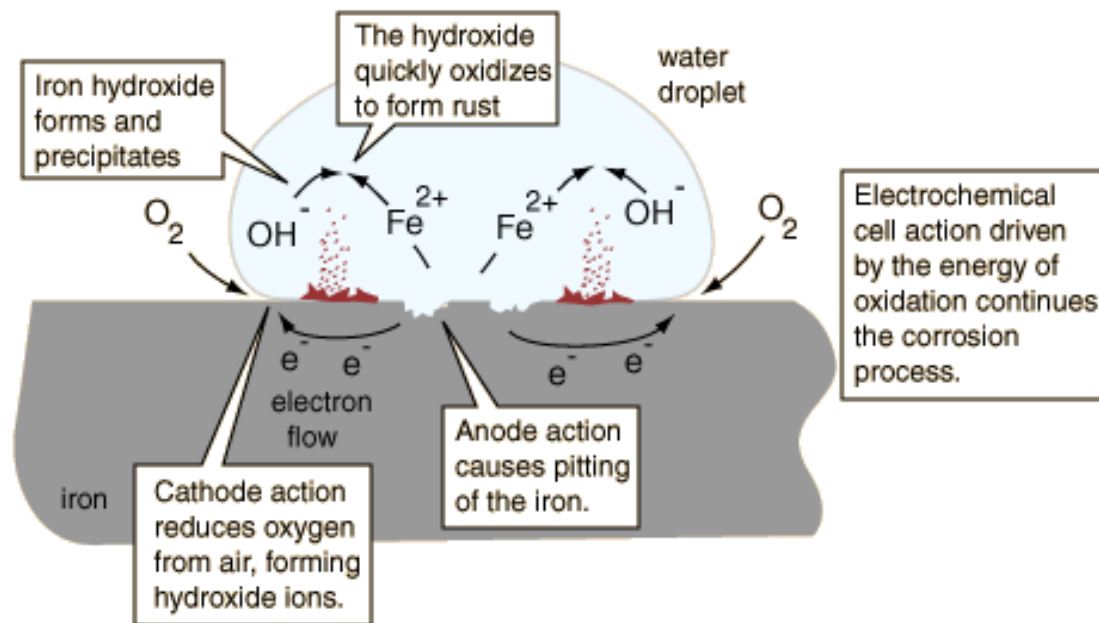 The hydroxide
quickly oxidizes
to form rust
water
droplet
Iron hydroxide
forms and
precipitates
O2
OH-
Fe2+
Fe2+
OH-
O2
Electrochemical
cell action driven
by the energy of
oxidation continues
the corrosion
process.
e-
e-
e-
e-
electron
flow
Anode action
causes pitting
of the iron.
iron
Cathode action
reduces oxygen
from air, forming
hydroxide ions.